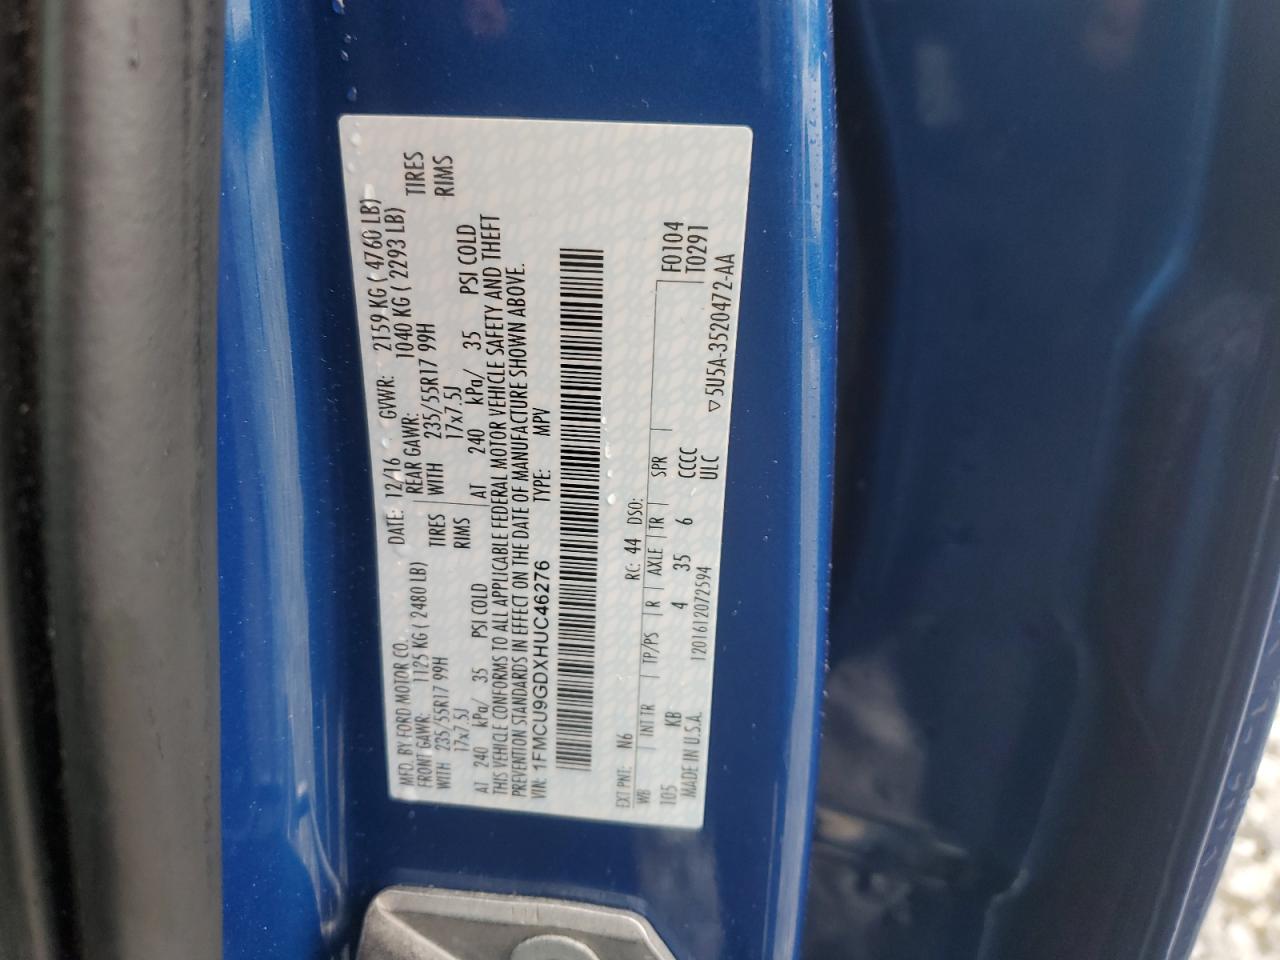 MFD. BY FORD MOTOR CO. DATE: 12/16 GVWR: 2159 KG ( 4760 LB)
FRONT GAWR: 1125 KG ( 2480 LB) REAR GAWR: 1040 KG ( 2293 LB)
WITH 235/55R17 99H TIRES WITH 235/55R17 99H TIRES
17x7.5J RIMS 17x7.5J RIMS
AT 240 kPa/ 35 PSI COLD AT 240 kPa/ 35 PSI COLD
THIS VEHICLE CONFORMS TO ALL APPLICABLE FEDERAL MOTOR VEHICLE SAFETY AND THEFT
PREVENTION STANDARDS IN EFFECT ON THE DATE OF MANUFACTURE SHOWN ABOVE.
VIN: 1FMCU9GDXHUC46276 TYPE: MPV
EXT PNT: N6 RC: 44 DSO:
WB INT TR TP/PS R AXLE TR SPR F0104
105 KB 4 35 6 CCCC T0291
MADE IN U.S.A. 1201612072594 ULC
▽5U5A-3520472-AA